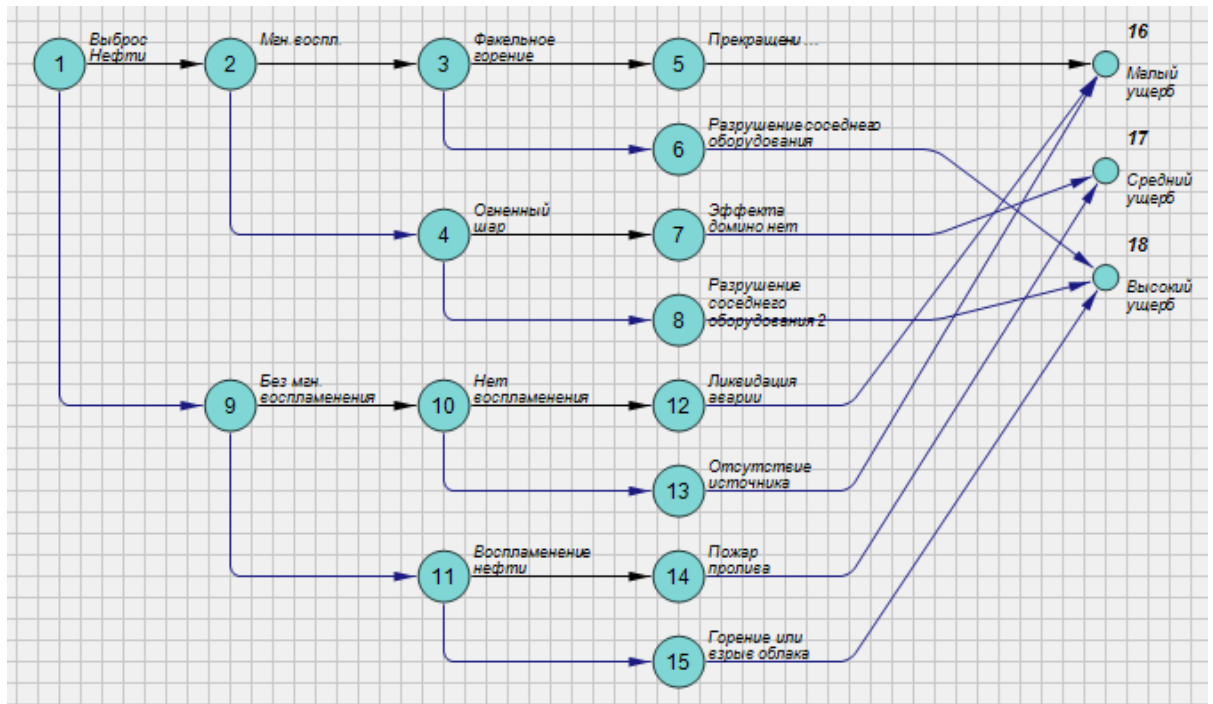 1
Выброс
Нефти
2
Мгн. воспл.
3
Факельное
горение
5
Прекращени ...
16
Малый
ущерб
6
Разрушение соседнего
оборудования
17
Средний
ущерб
4
Огненный
шар
7
Эффекта
домино нет
18
Высокий
ущерб
8
Разрушение
соседнего
оборудования 2
9
Без мгн.
воспламенения
10
Нет
воспламенения
12
Ликвидация
аварии
13
Отсутствие
источника
11
Воспламенение
нефти
14
Пожар
пролива
15
Горение или
взрыв облака